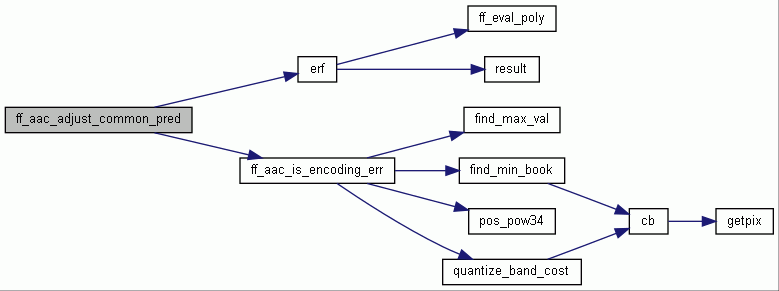 ff_eval_poly
erf
result
ff_aac_adjust_common_pred
find_max_val
ff_aac_is_encoding_err
find_min_book
pos_pow34
cb
getpix
quantize_band_cost